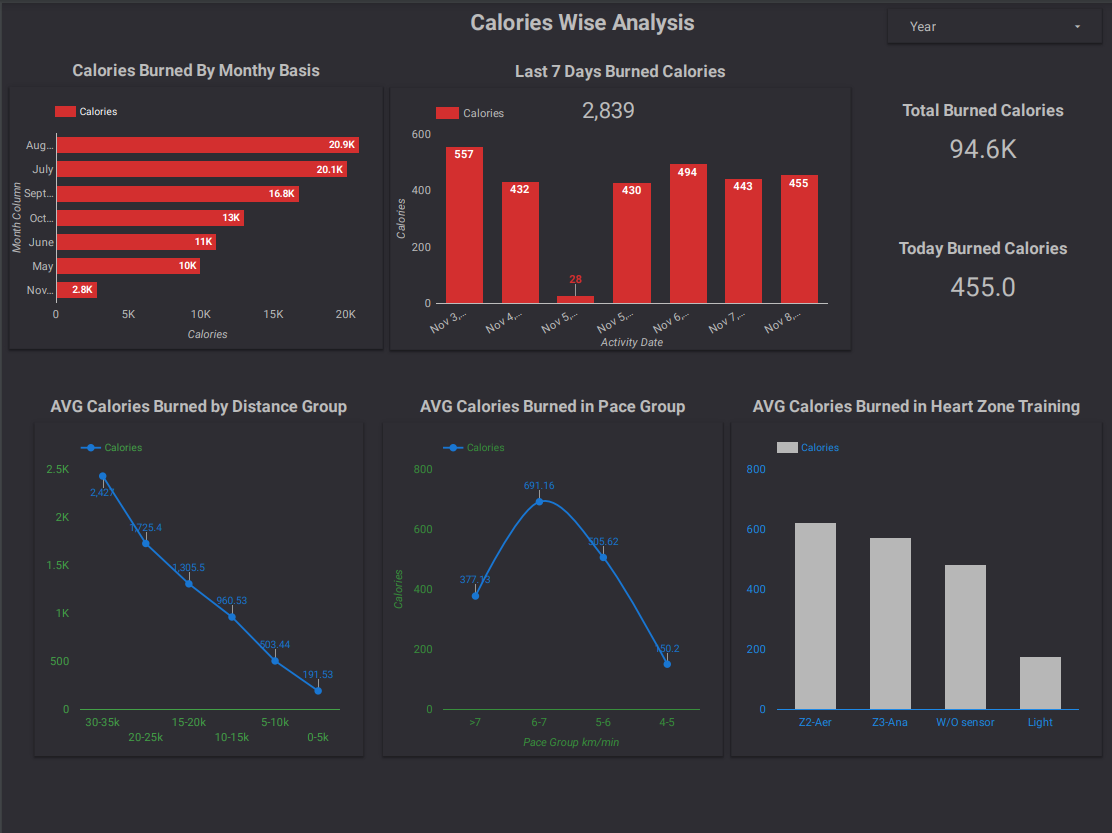 Calories Wise Analysis
Year
Calories Burned By Monthy Basis
Calories
Month Column
Aug...
20.9K
July
20.1K
Sept...
16.8K
Oct...
13K
June
11K
May
10K
Nov...
2.8K
0 5K 10K 15K 20K
Calories
Last 7 Days Burned Calories
Calories
2,839
Calories
600
400
200
0
557
432
28
430
494
443
455
Nov 3,... Nov 4,... Nov 5,... Nov 5,... Nov 6,... Nov 7,... Nov 8,...
Activity Date
Total Burned Calories
94.6K
Today Burned Calories
455.0
AVG Calories Burned by Distance Group
Calories
2.5K
2K
1.5K
1K
500
0
2,427
1,725.4
1,305.5
960.53
503.44
191.53
30-35k 15-20k 5-10k
20-25k 10-15k 0-5k
AVG Calories Burned in Pace Group
Calories
Calories
800
600
400
200
0
377.13
691.16
505.62
150.2
>7 6-7 5-6 4-5
Pace Group km/min
AVG Calories Burned in Heart Zone Training
Calories
800
600
400
200
0
Z2-Aer Z3-Ana W/O sensor Light